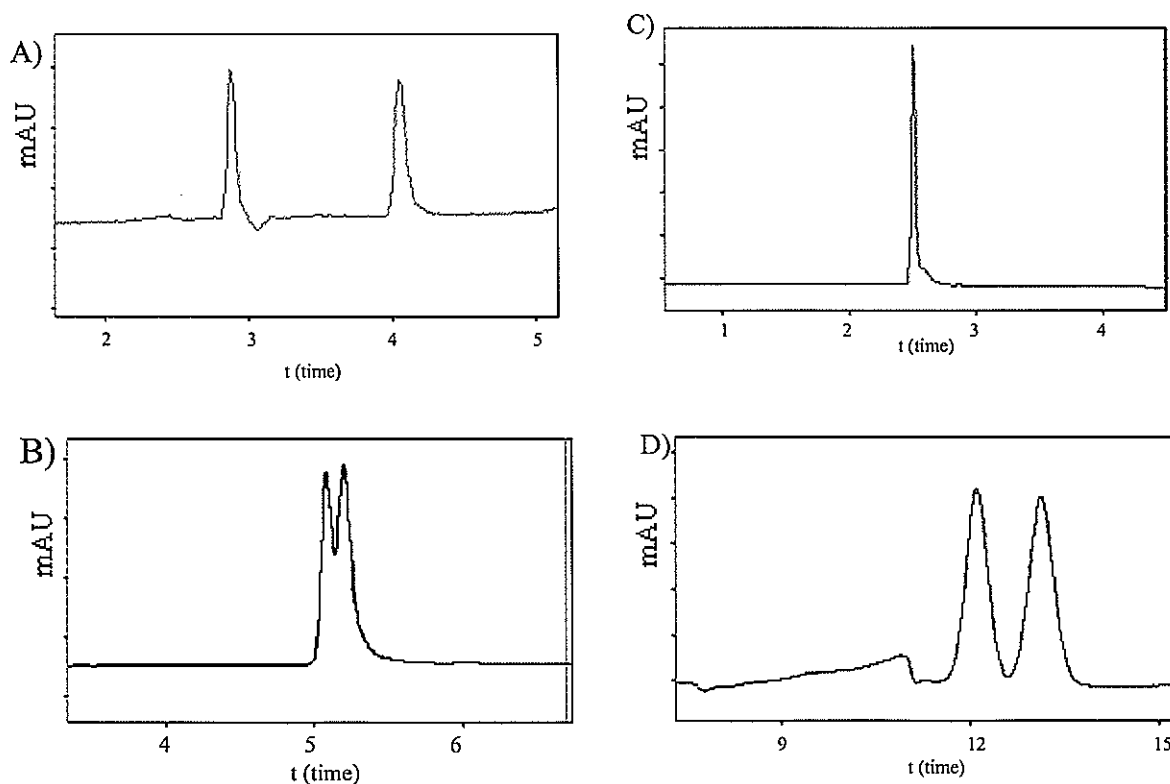 A)
mAU
2 3 4 5
t (time)
C)
mAU
1 2 3 4
t (time)
B)
mAU
4 5 6
t (time)
D)
mAU
9 12 15
t (time)